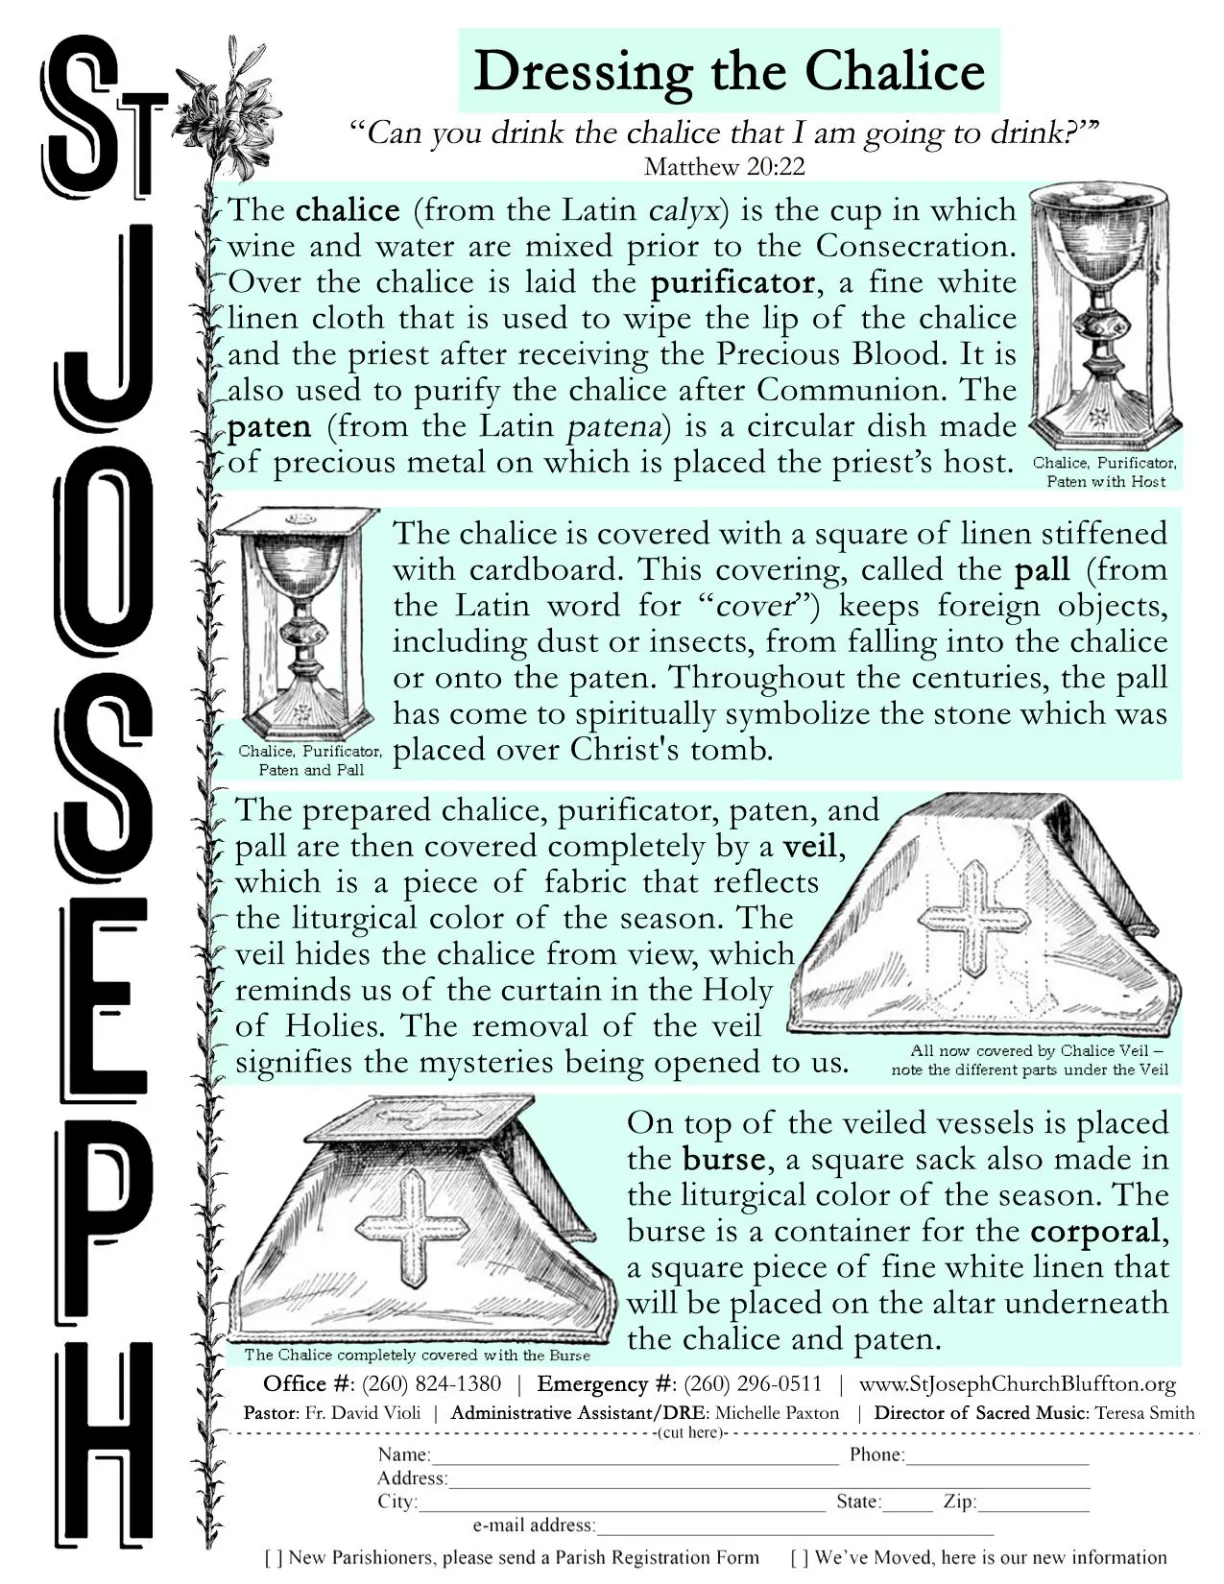 ST JOSEPH
Dressing the Chalice
“Can you drink the chalice that I am going to drink?’”
Matthew 20:22
The chalice (from the Latin calyx) is the cup in which
wine and water are mixed prior to the Consecration.
Over the chalice is laid the purificator, a fine white
linen cloth that is used to wipe the lip of the chalice
and the priest after receiving the Precious Blood. It is
also used to purify the chalice after Communion. The
paten (from the Latin patena) is a circular dish made
of precious metal on which is placed the priest’s host.
Chalice, Purificator,
Paten with Host
The chalice is covered with a square of linen stiffened
with cardboard. This covering, called the pall (from
the Latin word for “cover”) keeps foreign objects,
including dust or insects, from falling into the chalice
or onto the paten. Throughout the centuries, the pall
has come to spiritually symbolize the stone which was
placed over Christ's tomb.
Chalice, Purificator,
Paten and Pall
The prepared chalice, purificator, paten, and
pall are then covered completely by a veil,
which is a piece of fabric that reflects
the liturgical color of the season. The
veil hides the chalice from view, which
reminds us of the curtain in the Holy
of Holies. The removal of the veil
signifies the mysteries being opened to us.
All now covered by Chalice Veil –
note the different parts under the Veil
On top of the veiled vessels is placed
the burse, a square sack also made in
the liturgical color of the season. The
burse is a container for the corporal,
a square piece of fine white linen that
will be placed on the altar underneath
the chalice and paten.
The Chalice completely covered with the Burse
Office #: (260) 824-1380 | Emergency #: (260) 296-0511 | www.StJosephChurchBluffton.org
Pastor: Fr. David Violi | Administrative Assistant/DRE: Michelle Paxton | Director of Sacred Music: Teresa Smith
(cut here)
Name: Phone:
Address:
City: State: Zip:
e-mail address:
[ ] New Parishioners, please send a Parish Registration Form [ ] We’ve Moved, here is our new information